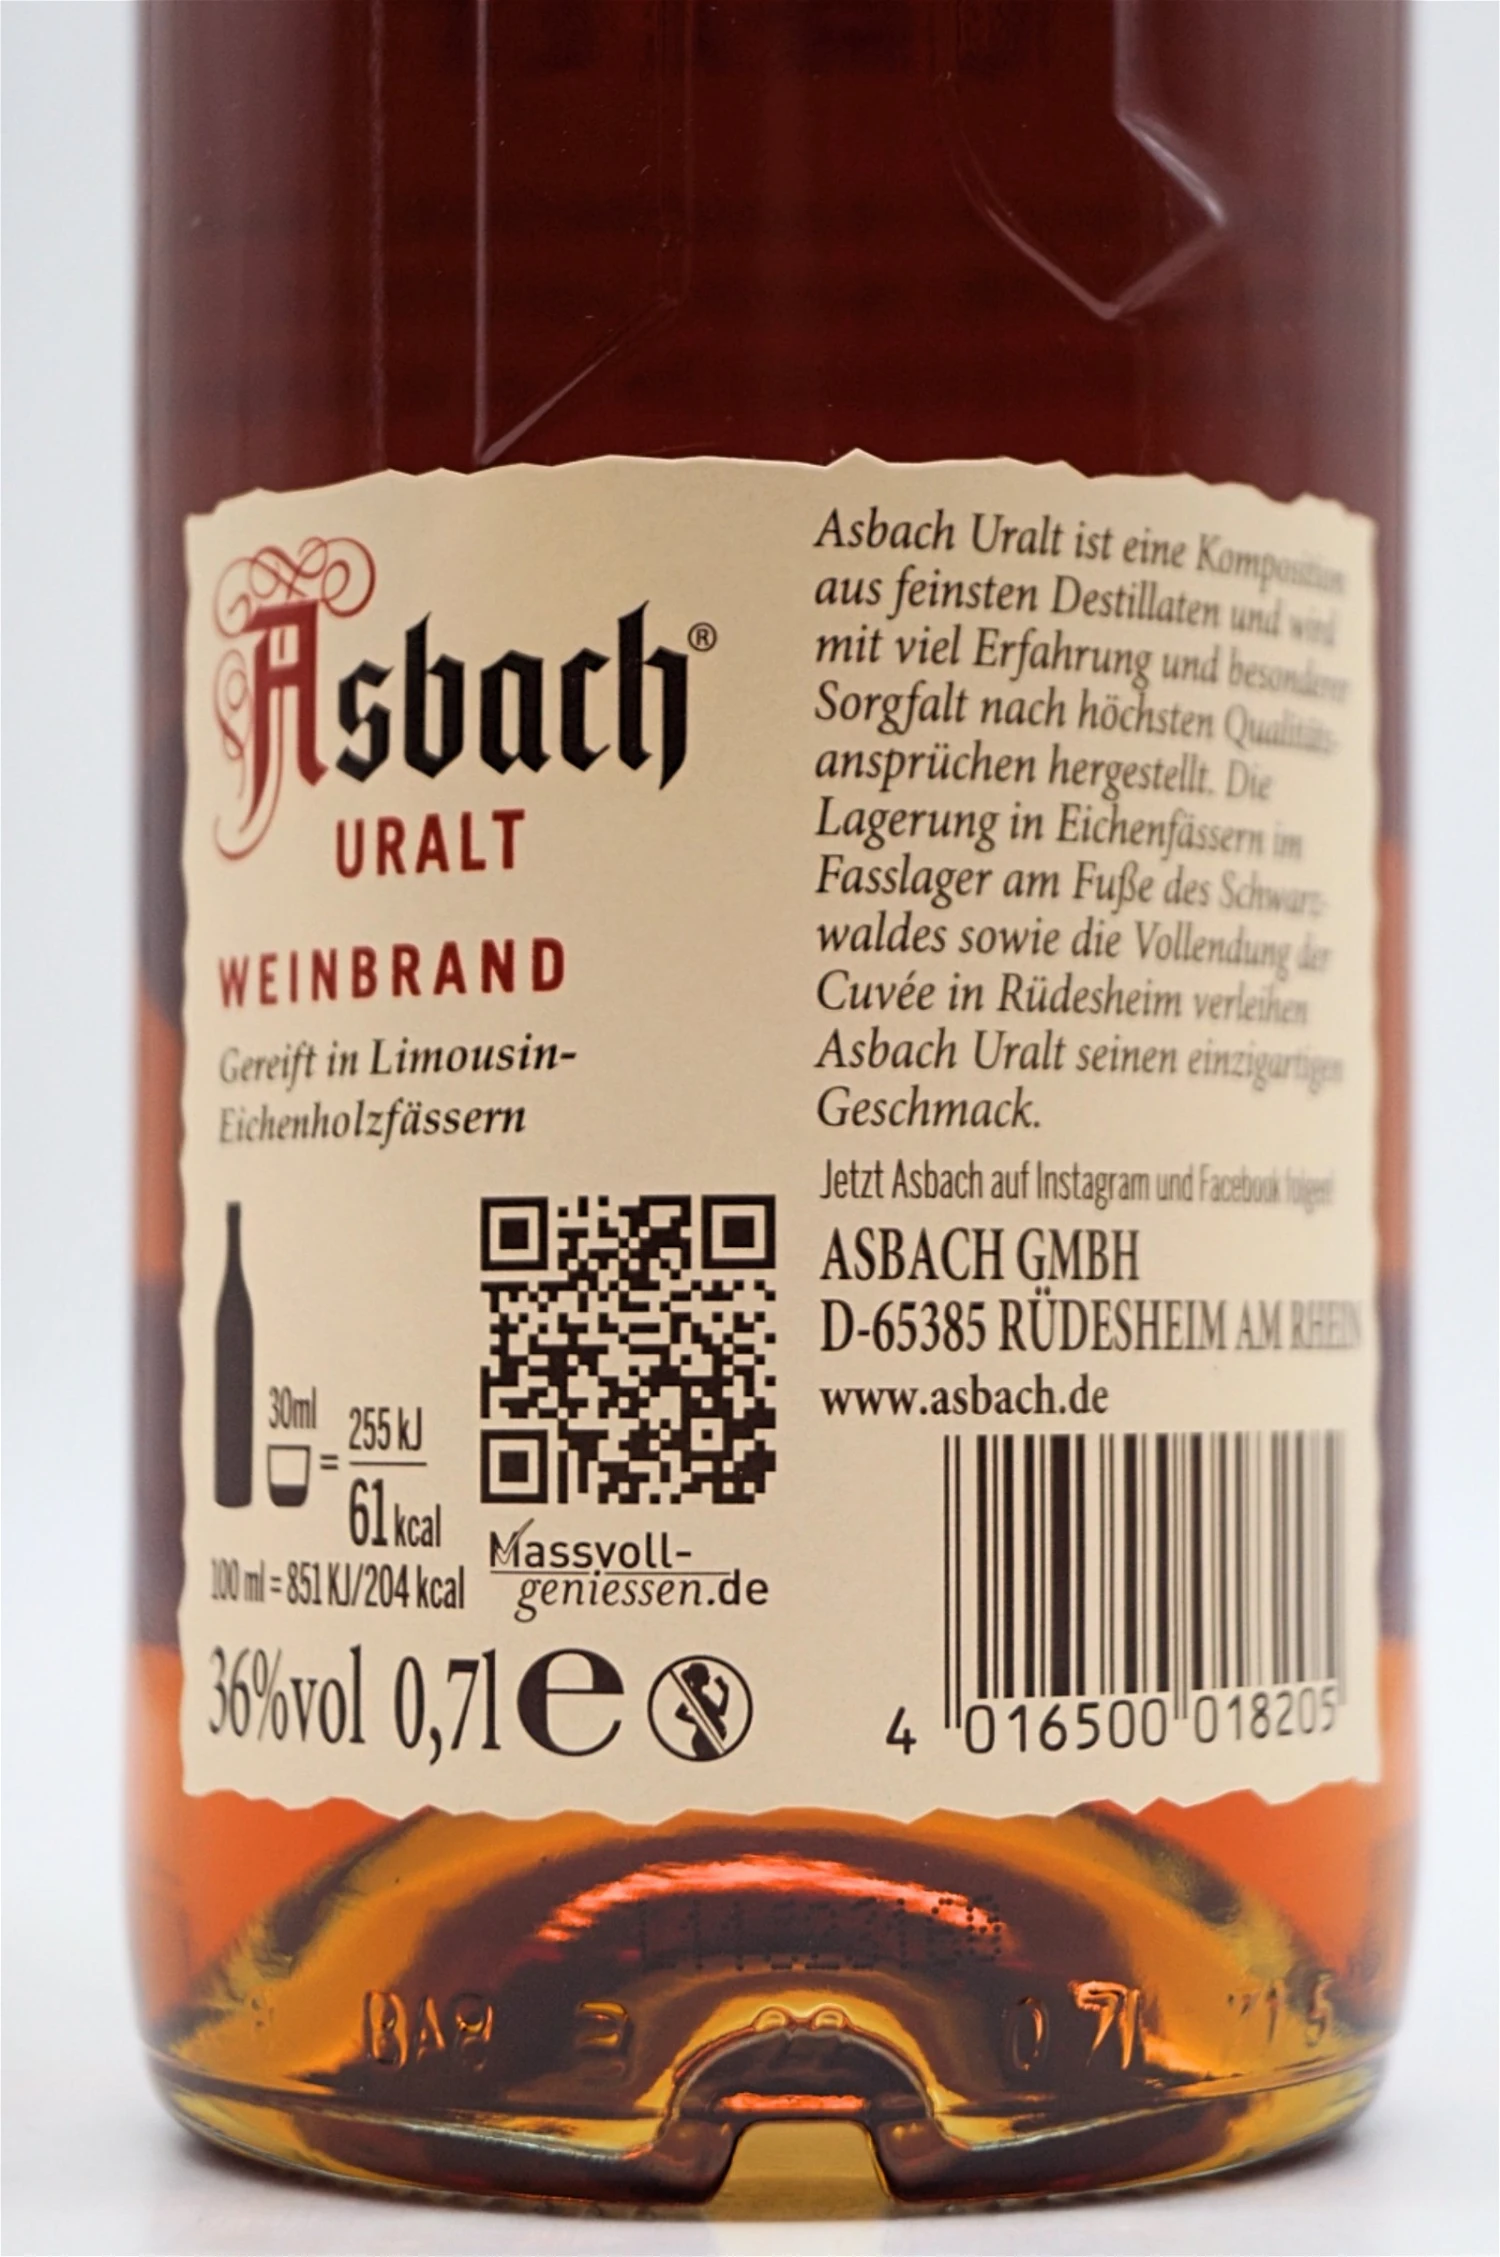 Asbach®
URALT
WEINBRAND
Gereift in Limousin-
Eichenholzfässern
30ml
=
255 kJ
61 kcal
100 ml = 851 KJ/204 kcal
Massvoll-
geniessen.de
36%vol 0,7l e
Asbach Uralt ist eine Komposition
aus feinsten Destillaten und wird
mit viel Erfahrung und besonderer
Sorgfalt nach höchsten Qualitäts-
ansprüchen hergestellt. Die
Lagerung in Eichenfässern im
Fasslager am Fuße des Schwarz-
waldes sowie die Vollendung der
Cuvée in Rüdesheim verleihen
Asbach Uralt seinen einzigartigen
Geschmack.
Jetzt Asbach auf Instagram und Facebook folgen!
ASBACH GMBH
D-65385 RÜDESHEIM AM RHEIN
www.asbach.de
4 016500 018205